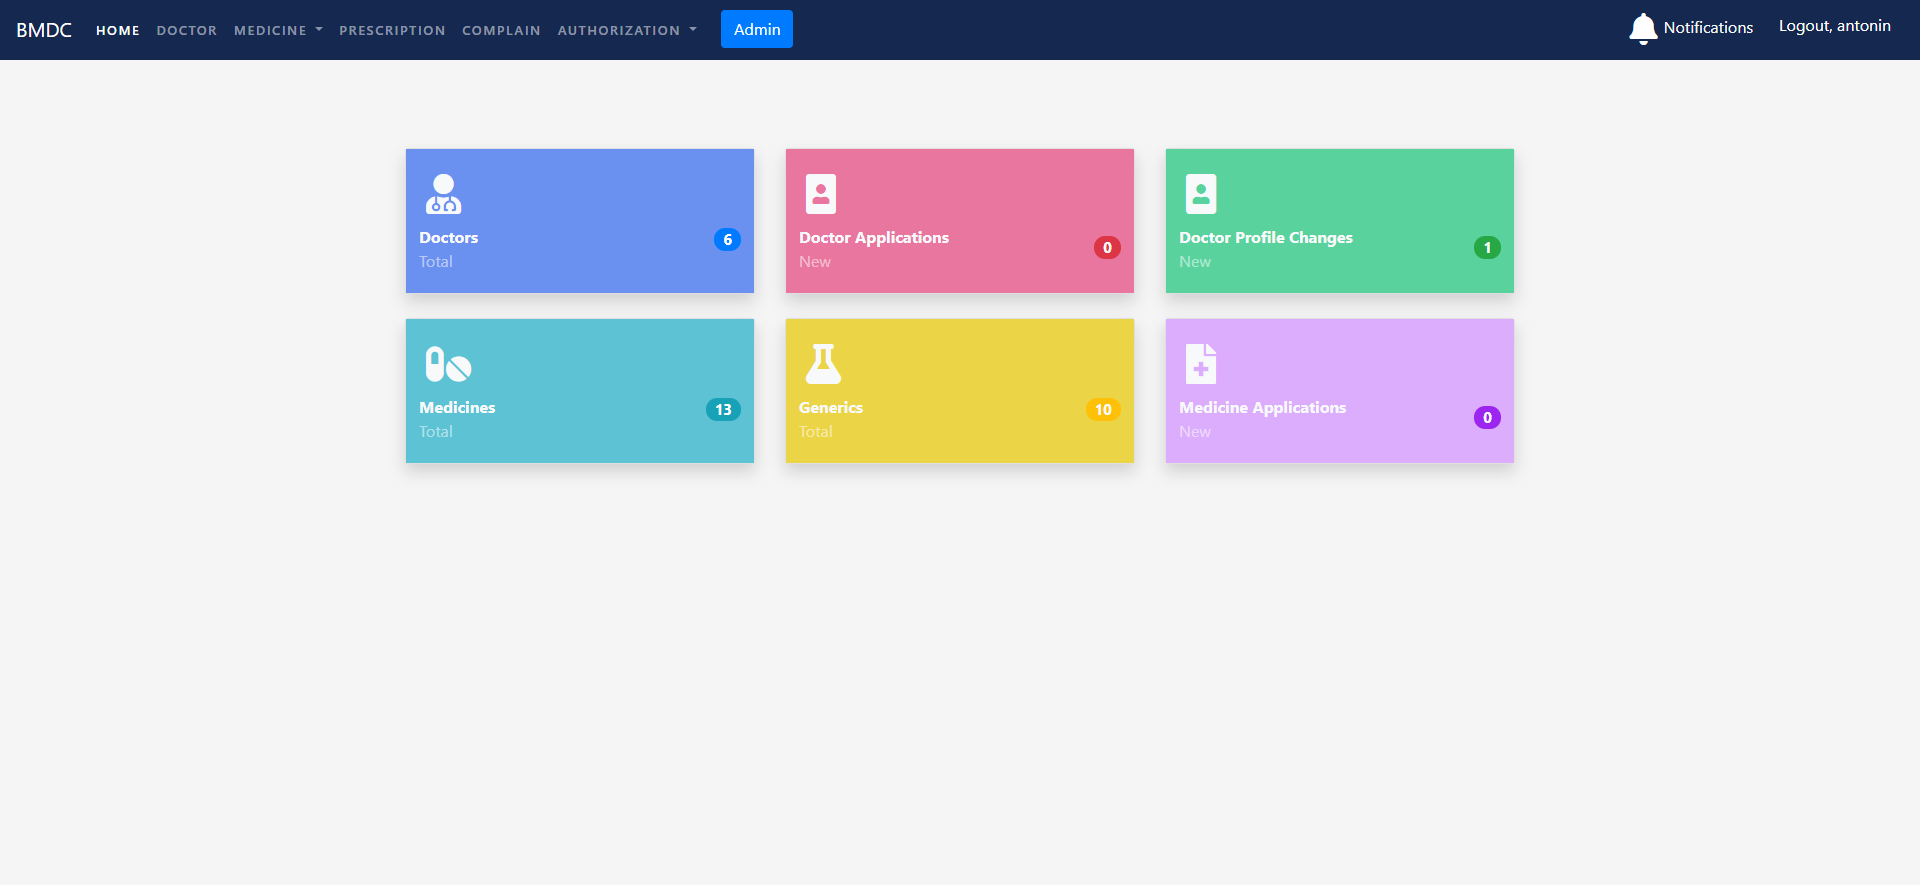 BMDC HOME DOCTOR MEDICINE PRESCRIPTION COMPLAIN AUTHORIZATION Admin Notifications Logout, antonin
Doctors 6
Total
Doctor Applications 0
New
Doctor Profile Changes 1
New
Medicines 13
Total
Generics 10
Total
Medicine Applications 0
New